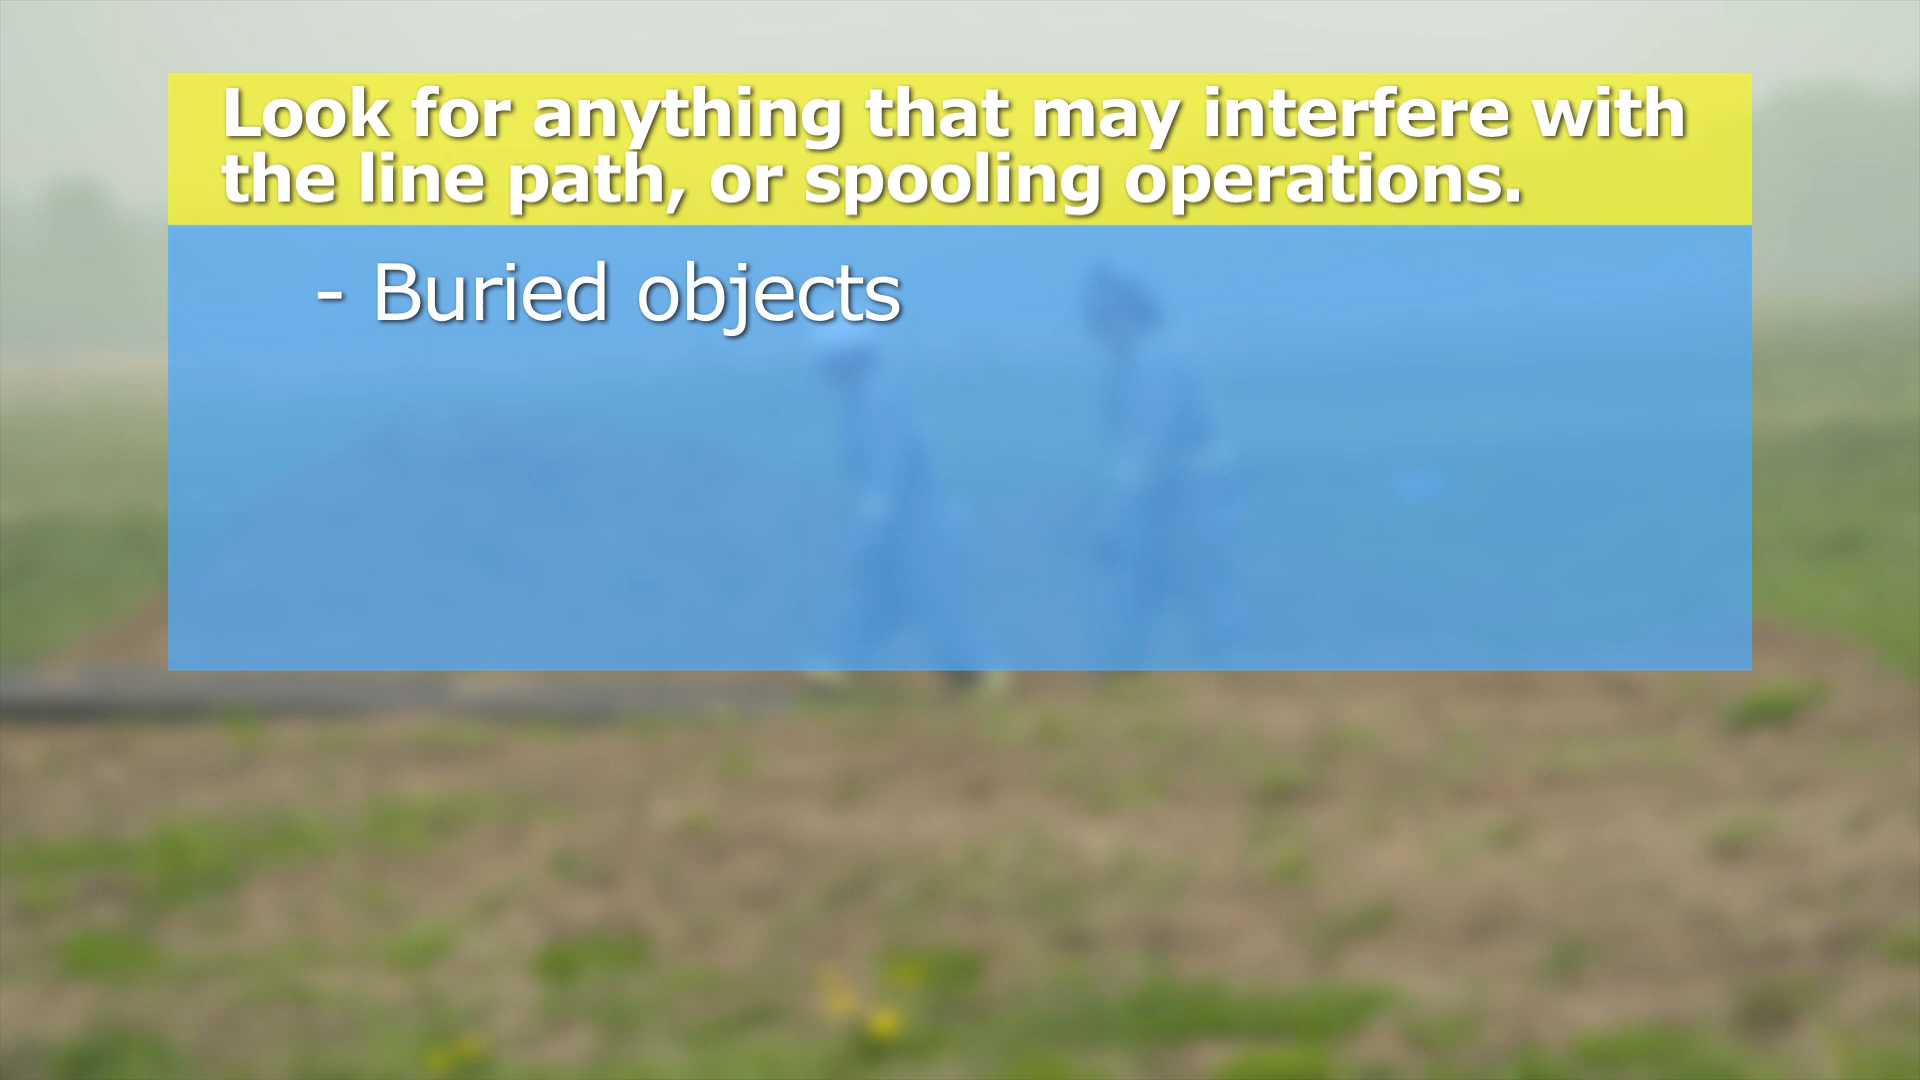 Look for anything that may interfere with
the line path, or spooling operations.
- Buried objects